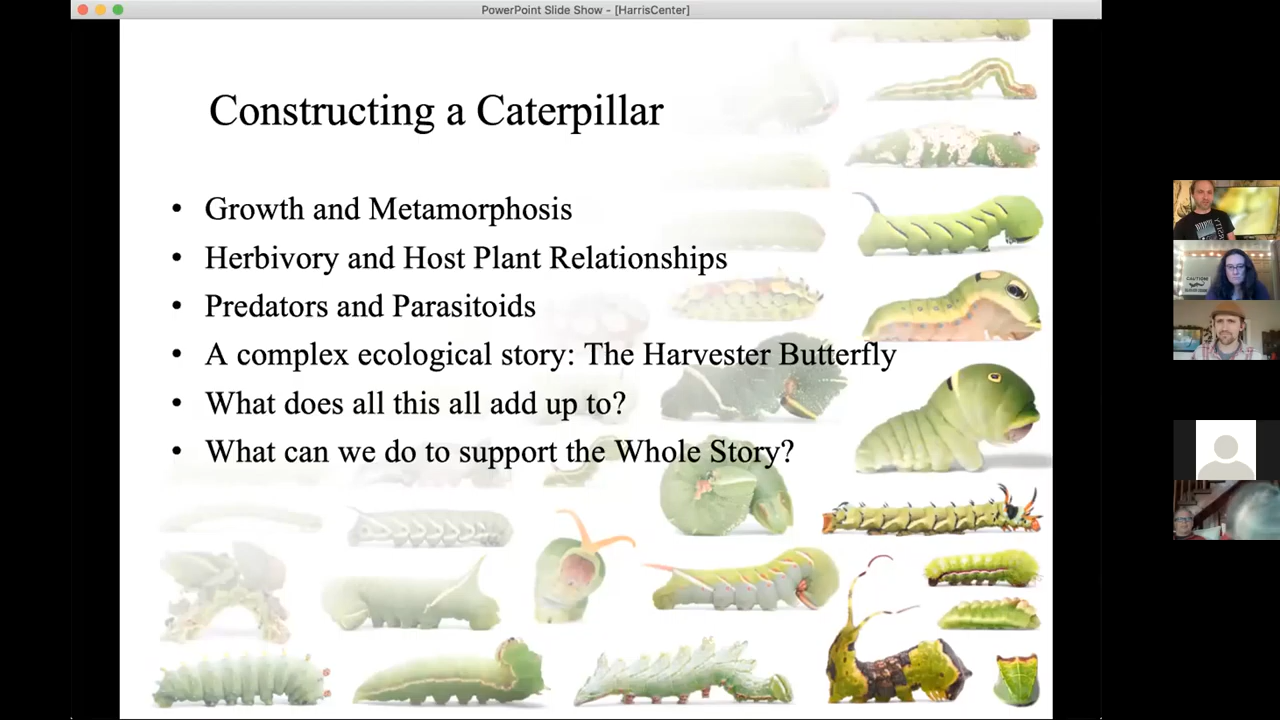 PowerPoint Slide Show - [HarrisCenter]
Constructing a Caterpillar
• Growth and Metamorphosis
• Herbivory and Host Plant Relationships
• Predators and Parasitoids
• A complex ecological story: The Harvester Butterfly
• What does all this all add up to?
• What can we do to support the Whole Story?
CAUTION